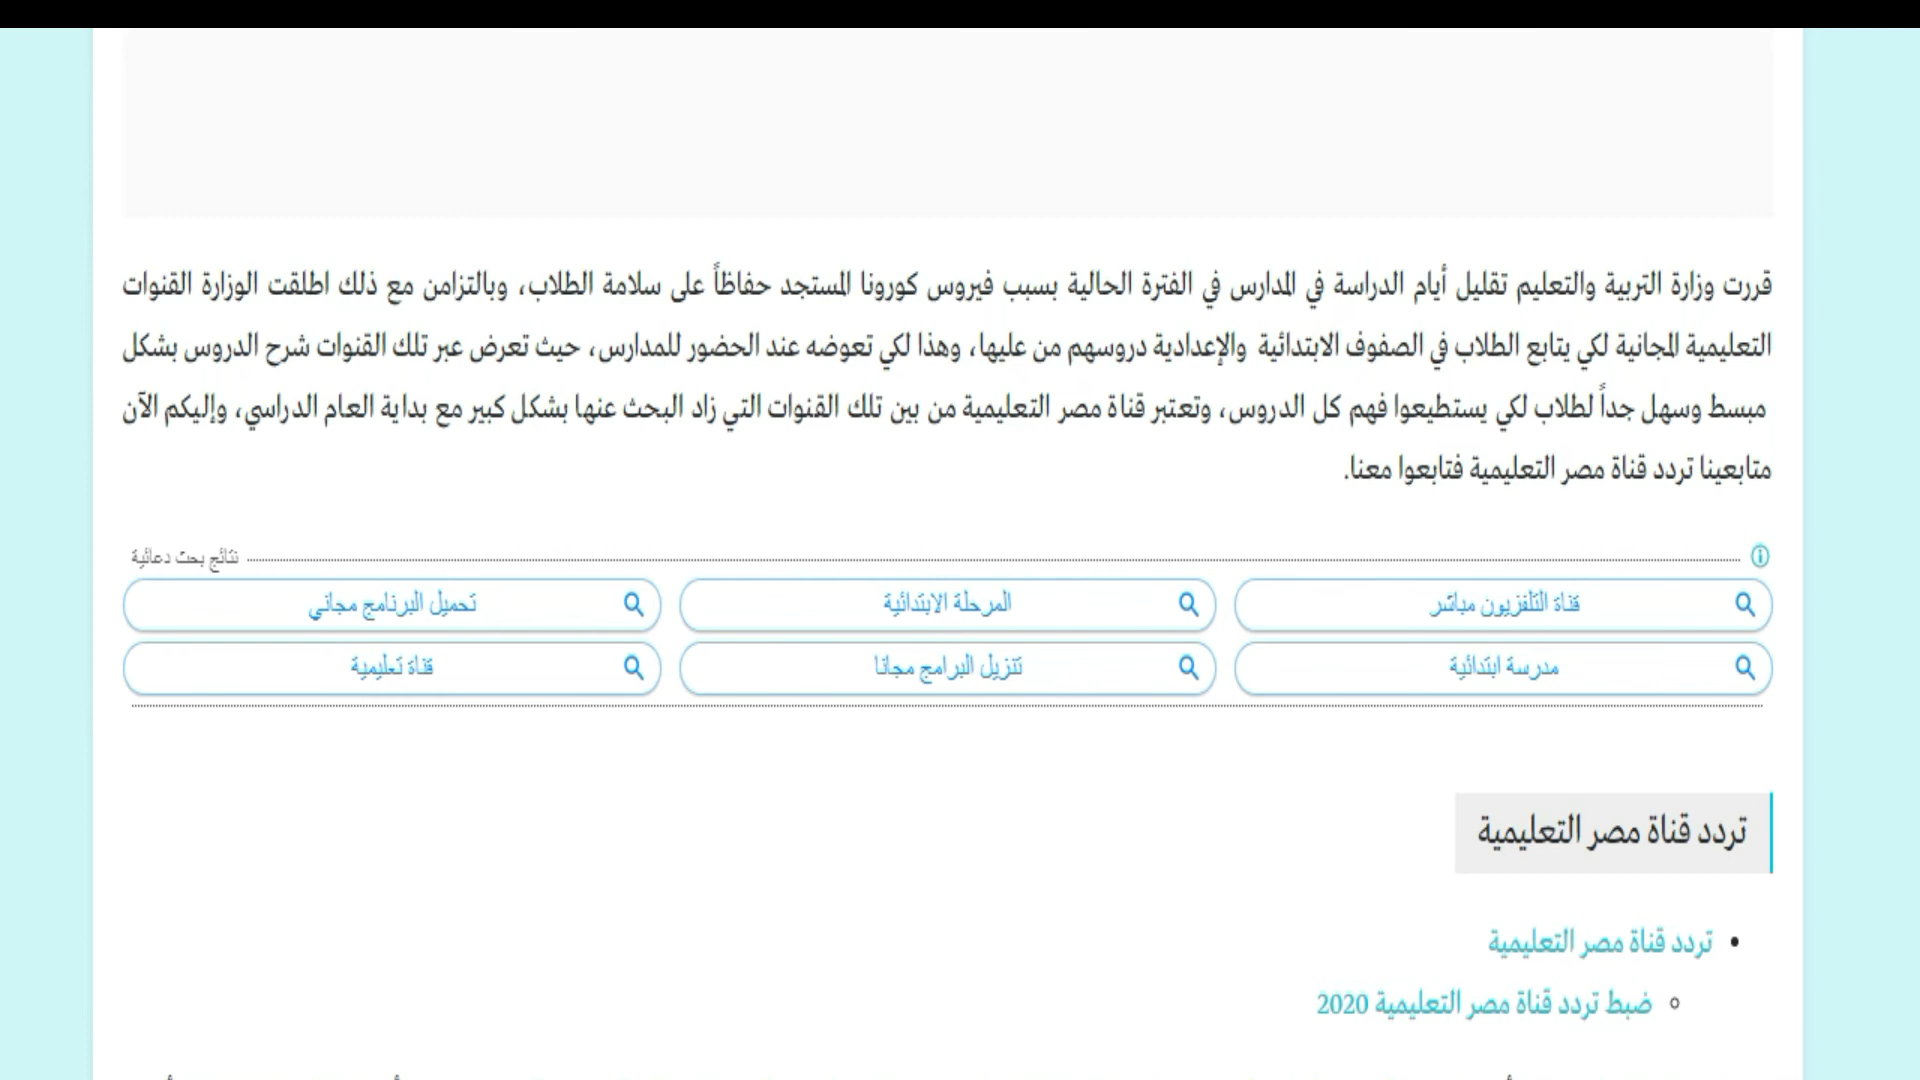 قررت وزارة التربية والتعليم تقليل أيام الدراسة في المدارس في الفترة الحالية بسبب فيروس كورونا المستجد حفاظاً على سلامة الطلاب، وبالتزامن مع ذلك اطلقت الوزارة القنوات
التعليمية المجانية لكي يتابع الطلاب في الصفوف الابتدائية والإعدادية دروسهم من عليها، وهذا لكي تعوضه عند الحضور للمدارس، حيث تعرض عبر تلك القنوات شرح الدروس بشكل
مبسط وسهل جداً لطلاب لكي يستطيعوا فهم كل الدروس، وتعتبر قناة مصر التعليمية من بين تلك القنوات التي زاد البحث عنها بشكل كبير مع بداية العام الدراسي، وإليكم الآن
متابعينا تردد قناة مصر التعليمية فتابعوا معنا.
نتائج بحث دعائية
قناة التلفزيون مباشر
المرحلة الابتدائية
تحميل البرنامج مجاني
مدرسة ابتدائية
تنزيل البرامج مجانا
قناة تعليمية
تردد قناة مصر التعليمية
• تردد قناة مصر التعليمية
○ ضبط تردد قناة مصر التعليمية 2020